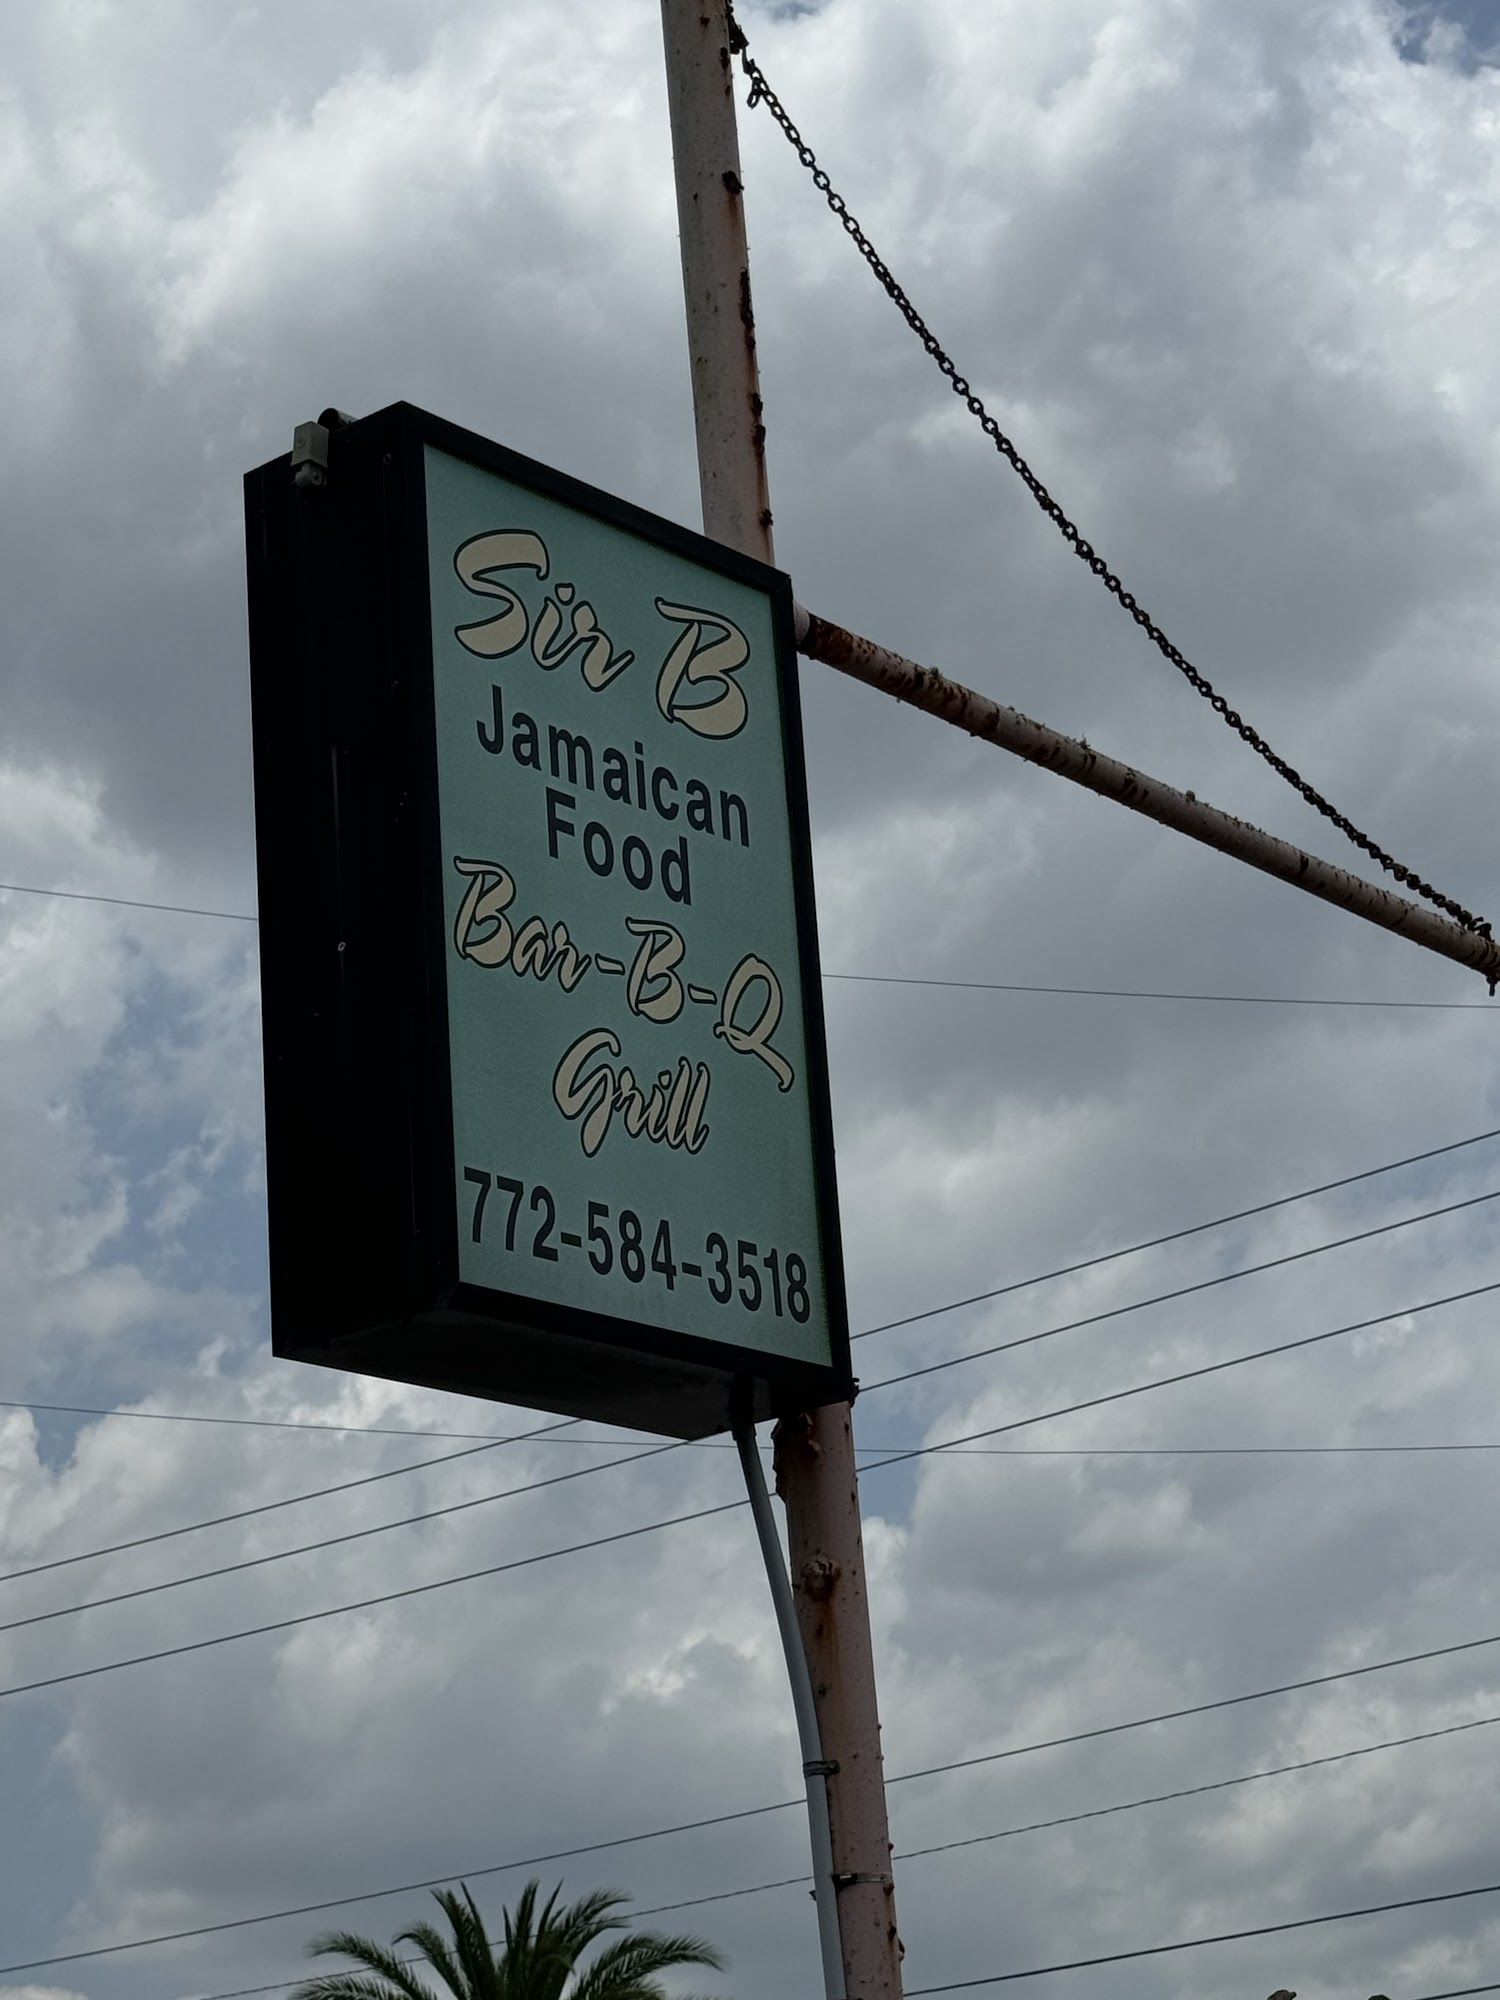 Sir B
Jamaican
Food
Bar-B-Q
Grill
772-584-3518